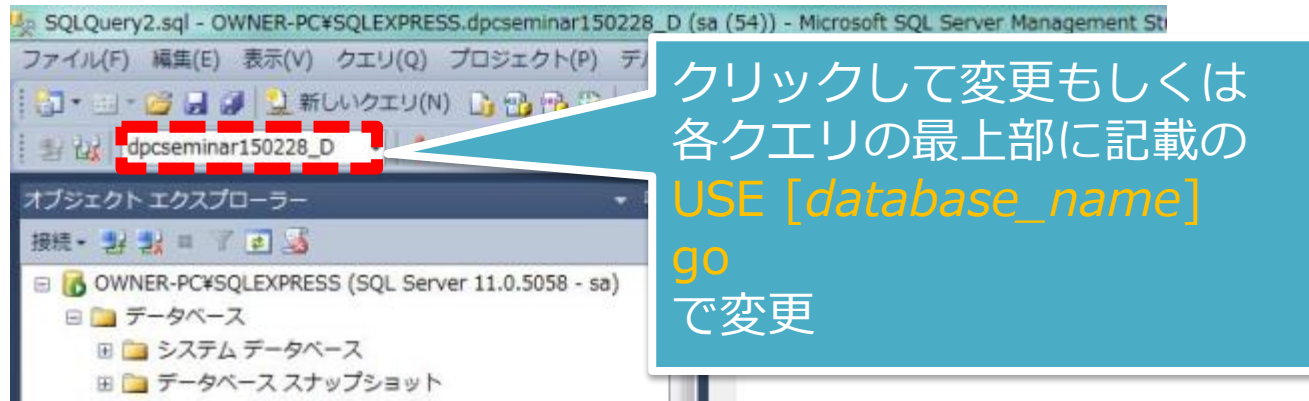 SQLQuery2.sql - OWNER-PC¥SQLEXPRESS.dpcseminar150228_D (sa (54)) - Microsoft SQL Server Management
ファイル(F) 編集(E) 表示(V) クエリ(Q) プロジェクト(P)
新しいクエリ(N)
dpcseminar150228_D
クリックして変更もしくは
各クエリの最上部に記載の
USE [database_name]
go
で変更
オブジェクト エクスプローラー
接続
OWNER-PC¥SQLEXPRESS (SQL Server 11.0.5058 - sa)
データベース
システム データベース
データベース スナップショット